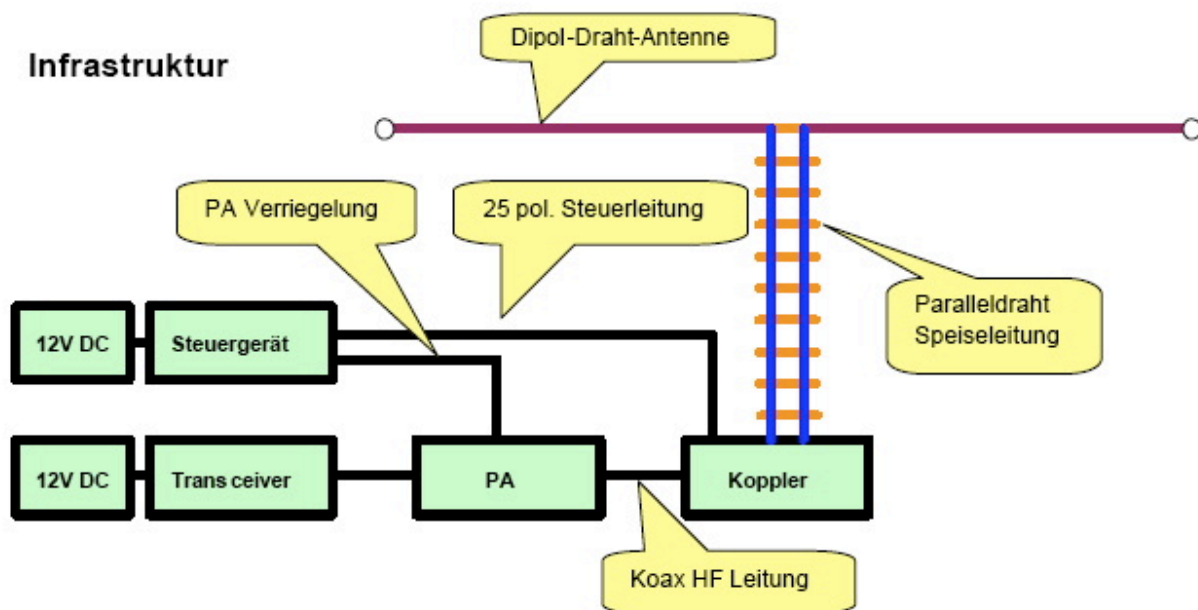 Dipol-Draht-Antenne
Infrastruktur
PA Verriegelung
25 pol. Steuerleitung
Paralleldraht
Speiseleitung
12V DC
Steuergerät
12V DC
Trans ceiver
PA
Koppler
Koax HF Leitung